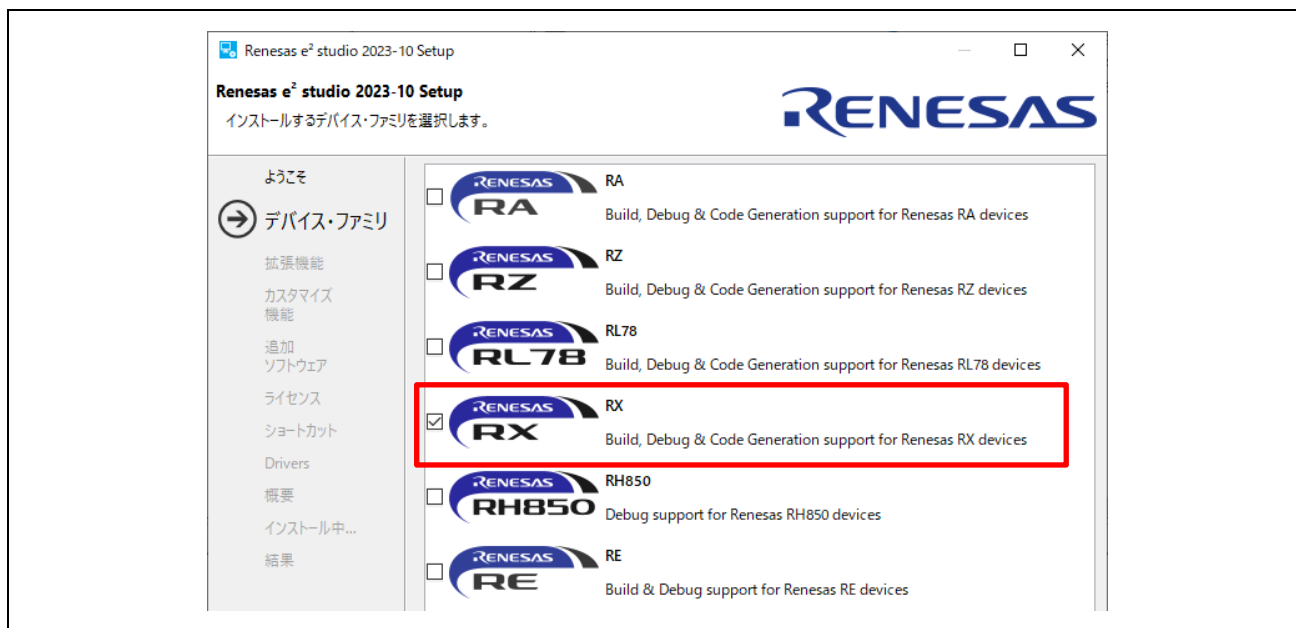 Renesas e² studio 2023-10 Setup
Renesas e² studio 2023-10 Setup
インストールするデバイス・ファミリを選択します。
RENESAS
ようこそ
デバイス・ファミリ
拡張機能
カスタマイズ
機能
追加
ソフトウェア
ライセンス
ショートカット
Drivers
概要
インストール中...
結果
RENESAS
RA
RA
Build, Debug & Code Generation support for Renesas RA devices
RENESAS
RZ
RZ
Build, Debug & Code Generation support for Renesas RZ devices
RENESAS
RL78
RL78
Build, Debug & Code Generation support for Renesas RL78 devices
RENESAS
RX
RX
Build, Debug & Code Generation support for Renesas RX devices
RENESAS
RH850
RH850
Debug support for Renesas RH850 devices
RENESAS
RE
RE
Build & Debug support for Renesas RE devices